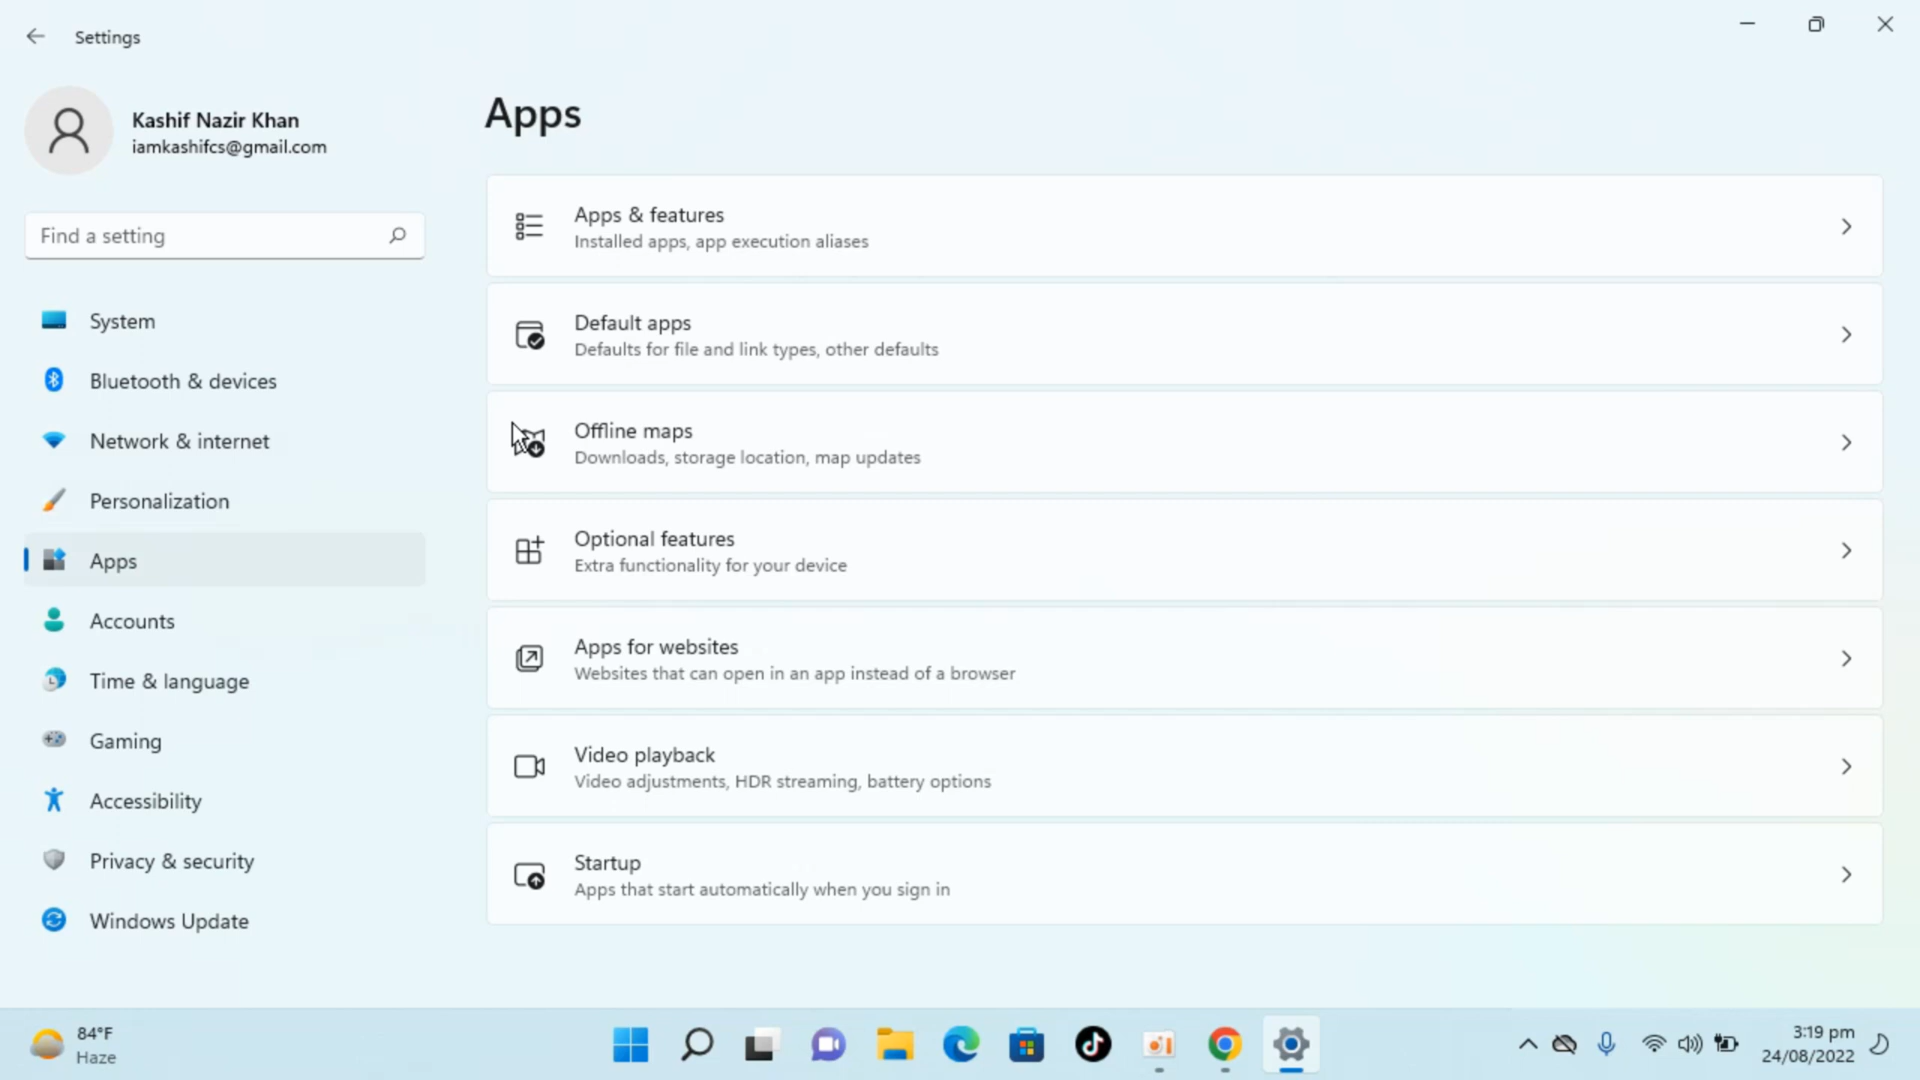 Settings
Kashif Nazir Khan
iamkashifcs@gmail.com
Find a setting
System
Bluetooth & devices
Network & internet
Personalization
Apps
Accounts
Time & language
Gaming
Accessibility
Privacy & security
Windows Update
Apps
Apps & features
Installed apps, app execution aliases
Default apps
Defaults for file and link types, other defaults
Offline maps
Downloads, storage location, map updates
Optional features
Extra functionality for your device
Apps for websites
Websites that can open in an app instead of a browser
Video playback
Video adjustments, HDR streaming, battery options
Startup
Apps that start automatically when you sign in
84°F
Haze
3:19 pm
24/08/2022